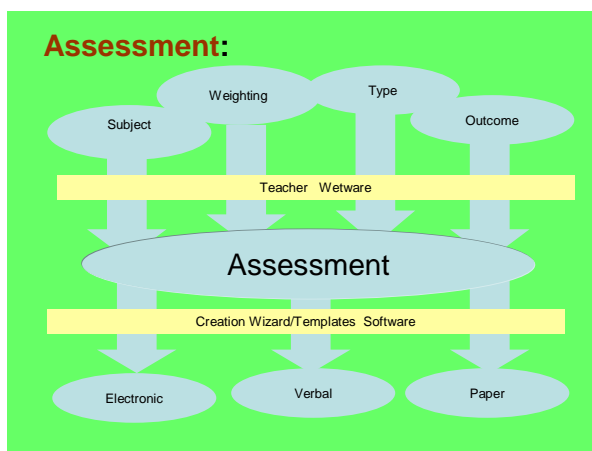 Assessment:
Weighting
Type
Subject
Outcome
Teacher Wetware
Assessment
Creation Wizard/Templates Software
Electronic
Verbal
Paper